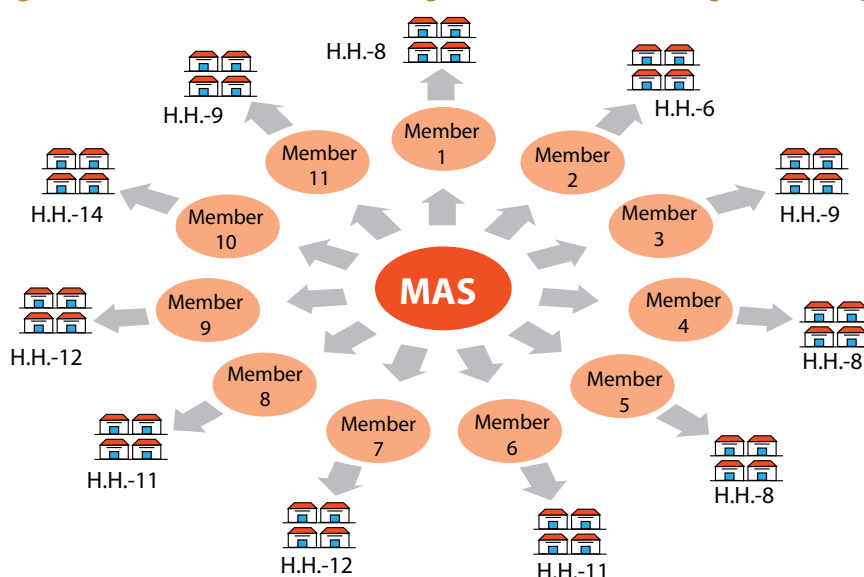 H.H.-8
H.H.-9
H.H.-6
Member
1
Member
11
Member
2
H.H.-14
Member
10
Member
3
H.H.-9
MAS
Member
9
Member
4
H.H.-12
H.H.-8
Member
8
Member
5
Member
7
Member
6
H.H.-11
H.H.-8
H.H.-12
H.H.-11